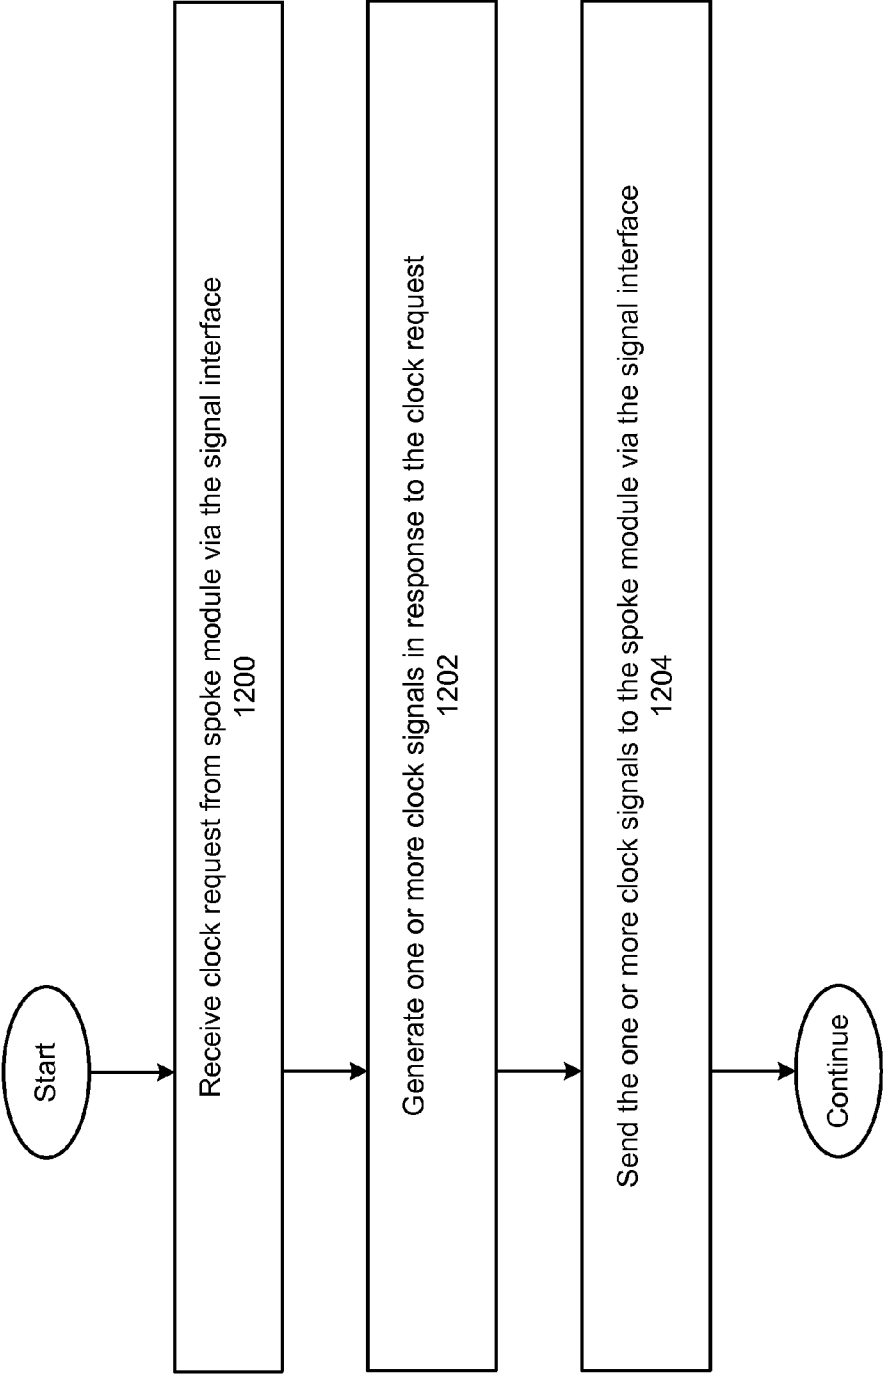 Start
Receive clock request from spoke module via the signal interface
1200
Generate one or more clock signals in response to the clock request
1202
Send the one or more clock signals to the spoke module via the signal interface
1204
Continue